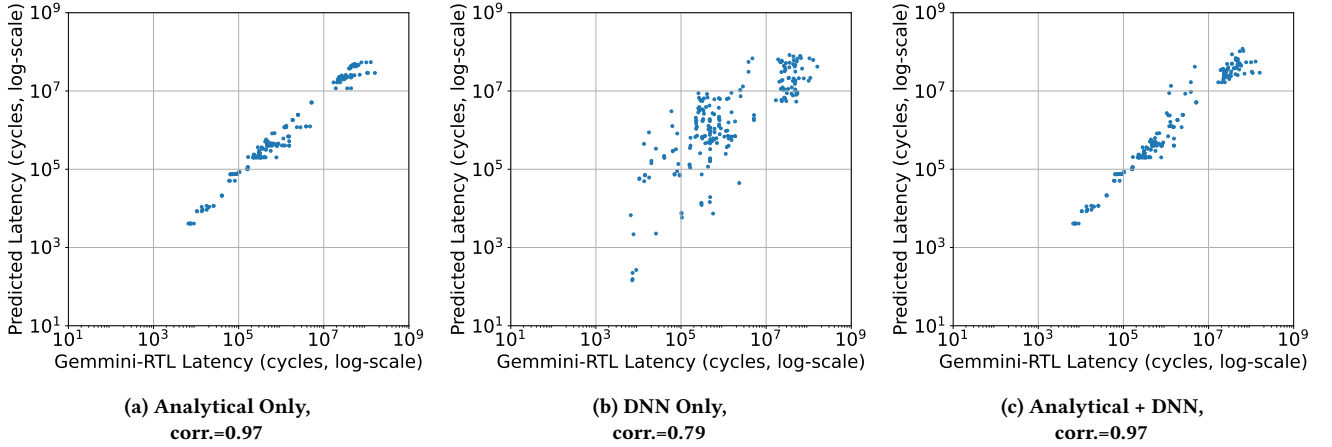 10^9
10^7
10^5
10^3
10^1
Predicted Latency (cycles, log-scale)
10^1 10^3 10^5 10^7 10^9
Gemmini-RTL Latency (cycles, log-scale)
(a) Analytical Only,
corr.=0.97
10^9
10^7
10^5
10^3
10^1
Predicted Latency (cycles, log-scale)
10^1 10^3 10^5 10^7 10^9
Gemmini-RTL Latency (cycles, log-scale)
(b) DNN Only,
corr.=0.79
10^9
10^7
10^5
10^3
10^1
Predicted Latency (cycles, log-scale)
10^1 10^3 10^5 10^7 10^9
Gemmini-RTL Latency (cycles, log-scale)
(c) Analytical + DNN,
corr.=0.97